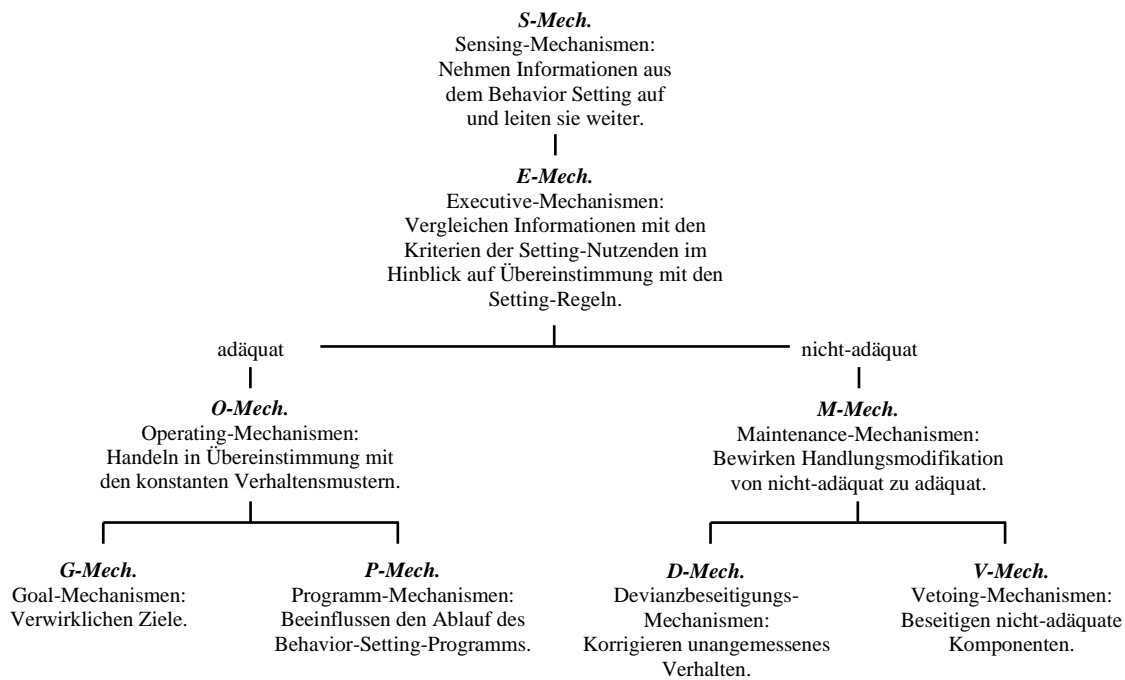 S-Mech.
Sensing-Mechanismen:
Nehmen Informationen aus
dem Behavior Setting auf
und leiten sie weiter.
E-Mech.
Executive-Mechanismen:
Vergleichen Informationen mit den
Kriterien der Setting-Nutzenden im
Hinblick auf Übereinstimmung mit den
Setting-Regeln.
adäquat
nicht-adäquat
O-Mech.
Operating-Mechanismen:
Handeln in Übereinstimmung mit
den konstanten Verhaltensmustern.
M-Mech.
Maintenance-Mechanismen:
Bewirken Handlungsmodifikation
von nicht-adäquat zu adäquat.
G-Mech.
Goal-Mechanismen:
Verwirklichen Ziele.
P-Mech.
Programm-Mechanismen:
Beeinflussen den Ablauf des
Behavior-Setting-Programms.
D-Mech.
Devianzbeseitigungs-
Mechanismen:
Korrigieren unangemessenes
Verhalten.
V-Mech.
Vetoing-Mechanismen:
Beseitigen nicht-adäquate
Komponenten.